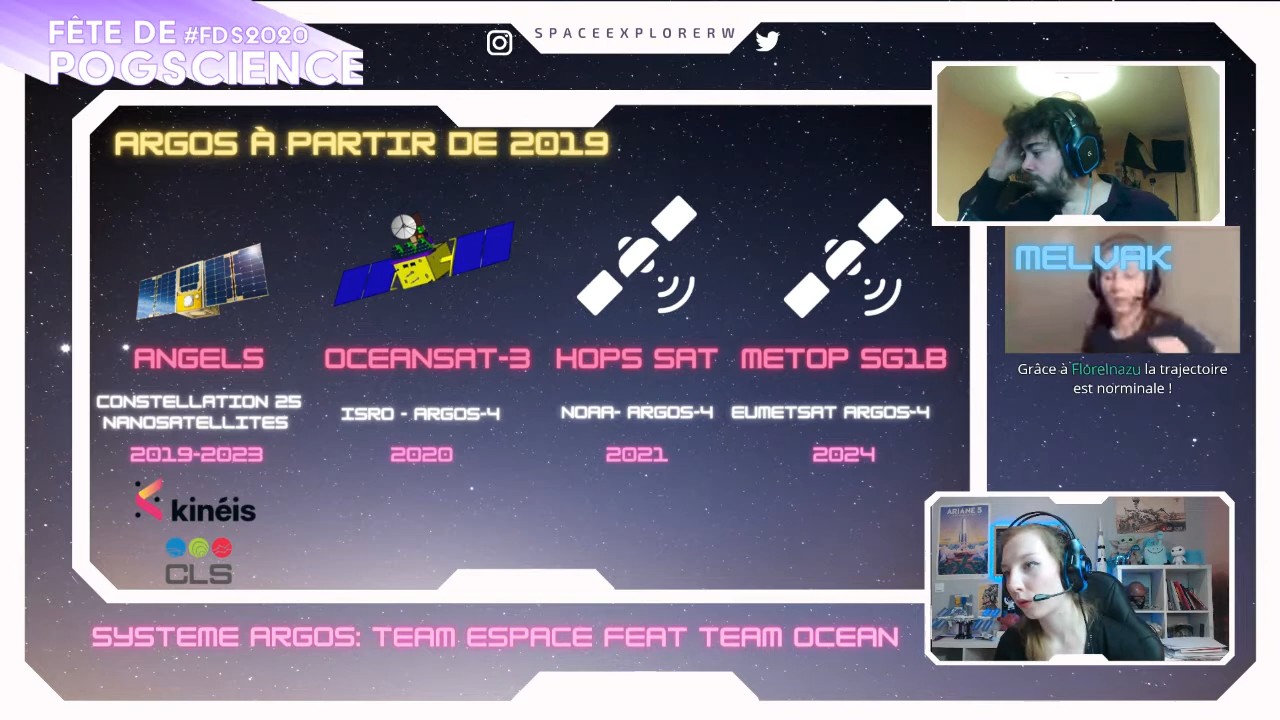 FÊTE DE #FDS2020
POGSCIENCE
SPACEEXPLORERW
ARGOS À PARTIR DE 2019
MELVAK
Grâce à FloreInazu la trajectoire
est norminale !
ANGELS
CONSTELLATION 25
NANOSATELLITES
2019-2023
kinéis
CLS
OCEANSAT-3
ISRO - ARGOS-4
2020
HOPS SAT
NOAA- ARGOS-4
2021
METOP SG1B
EUMETSAT ARGOS-4
2024
ARIANE 5
SYSTEME ARGOS: TEAM ESPACE FEAT TEAM OCEAN